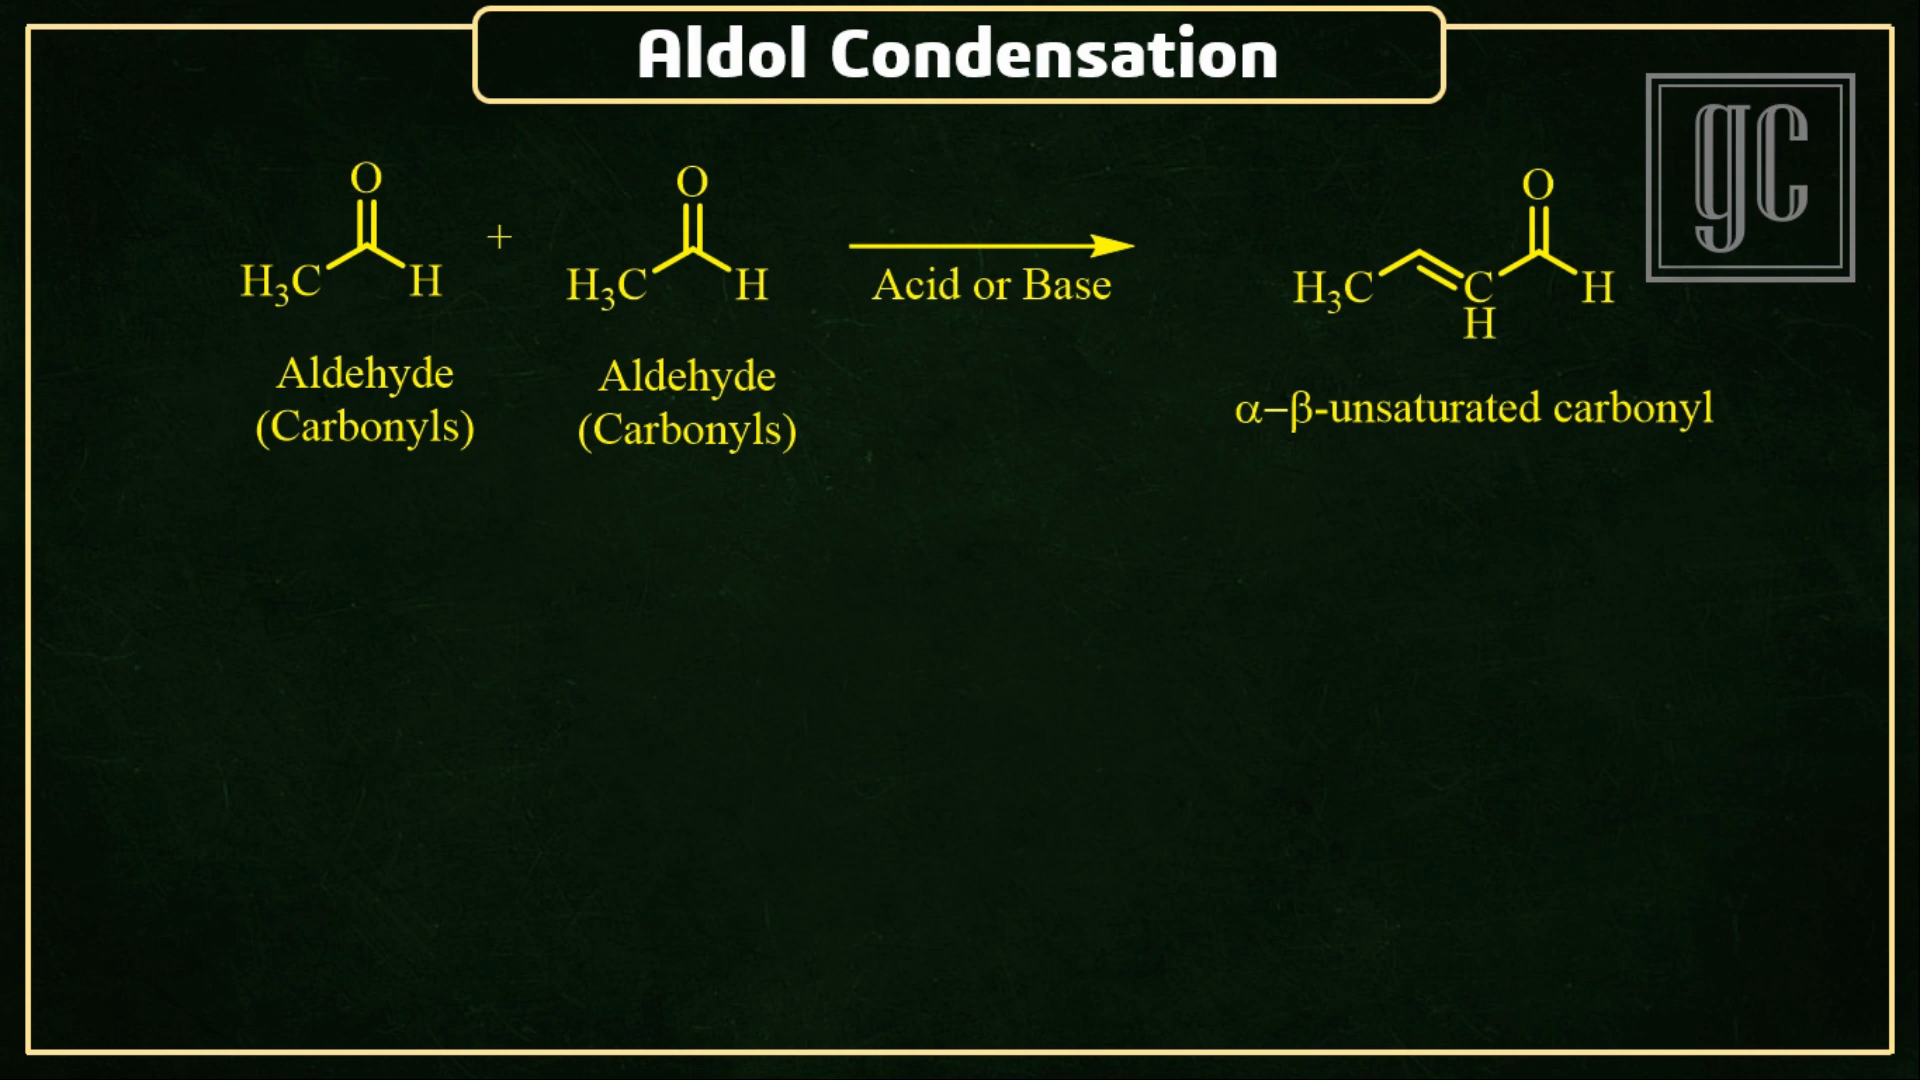 Aldol Condensation
gc
O
H₃C
H
+
O
H₃C
H
Acid or Base
O
H₃C
C
H
H
Aldehyde
(Carbonyls)
Aldehyde
(Carbonyls)
α–β-unsaturated carbonyl